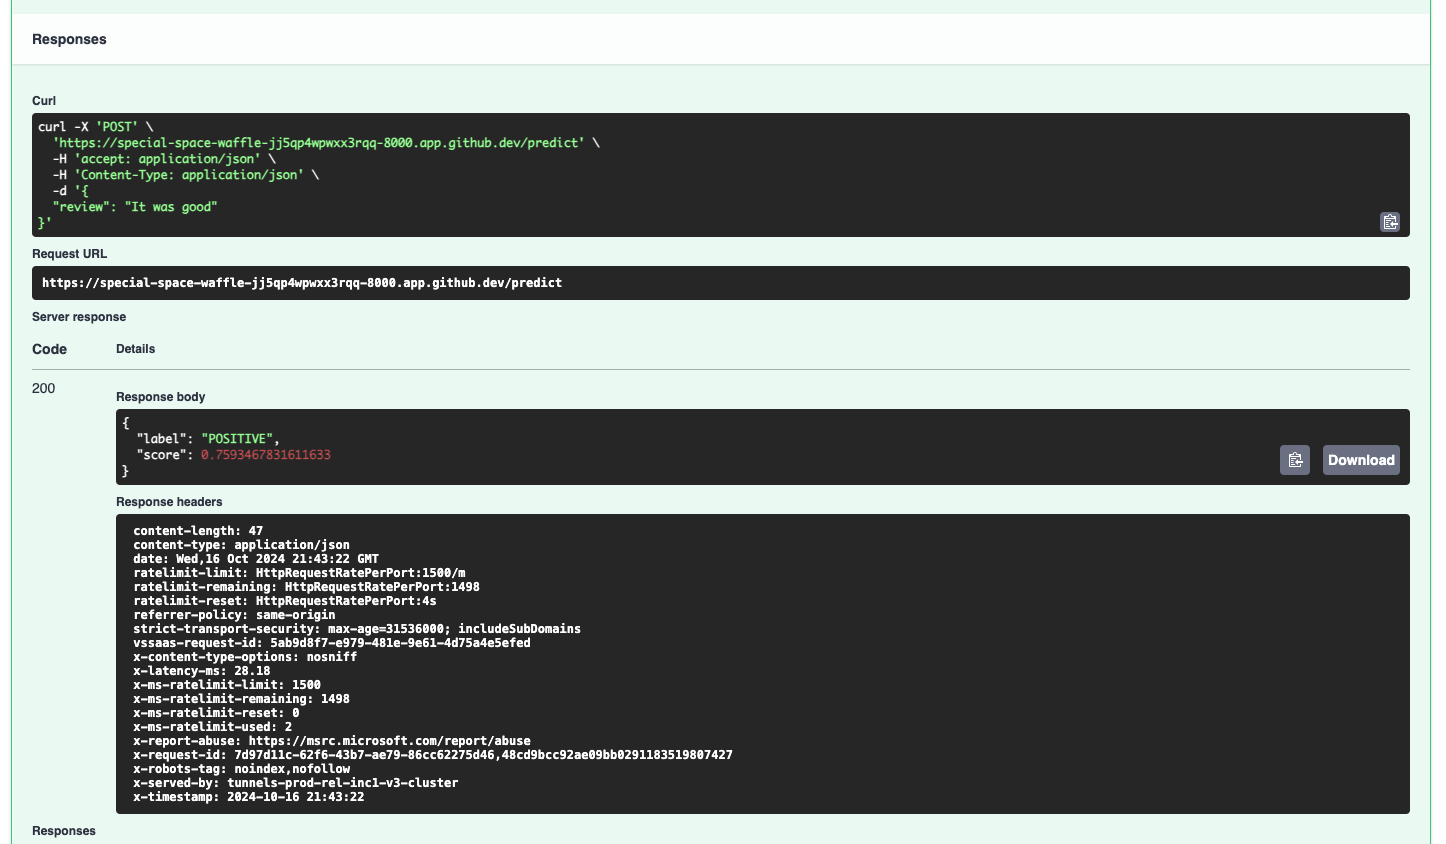 Responses
Curl
curl -X 'POST' \
  'https://special-space-waffle-jj5qp4wpwxx3rqq-8000.app.github.dev/predict' \
  -H 'accept: application/json' \
  -H 'Content-Type: application/json' \
  -d '{
  "review": "It was good"
}'
Request URL
https://special-space-waffle-jj5qp4wpwxx3rqq-8000.app.github.dev/predict
Server response
Code Details
200
Response body
{
  "label": "POSITIVE",
  "score": 0.7593467831611633
}
Download
Response headers
content-length: 47
content-type: application/json
date: Wed,16 Oct 2024 21:43:22 GMT
ratelimit-limit: HttpRequestRatePerPort:1500/m
ratelimit-remaining: HttpRequestRatePerPort:1498
ratelimit-reset: HttpRequestRatePerPort:4s
referrer-policy: same-origin
strict-transport-security: max-age=31536000; includeSubDomains
vssaas-request-id: 5ab9d8f7-e979-481e-9e61-4d75a4e5efed
x-content-type-options: nosniff
x-latency-ms: 28.18
x-ms-ratelimit-limit: 1500
x-ms-ratelimit-remaining: 1498
x-ms-ratelimit-reset: 0
x-ms-ratelimit-used: 2
x-report-abuse: https://msrc.microsoft.com/report/abuse
x-request-id: 7d97d11c-62f6-43b7-ae79-86cc62275d46,48cd9bcc92ae09bb0291183519807427
x-robots-tag: noindex,nofollow
x-served-by: tunnels-prod-rel-inc1-v3-cluster
x-timestamp: 2024-10-16 21:43:22
Responses